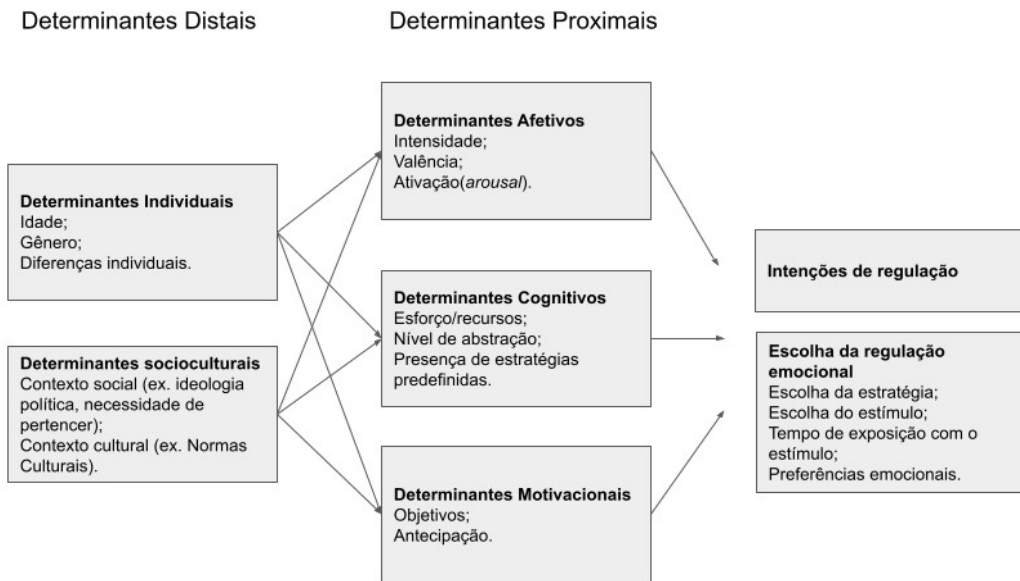 Determinantes Distais
Determinantes Proximais
Determinantes Individuais
Idade;
Gênero;
Diferenças individuais.
Determinantes socioculturais
Contexto social (ex. ideologia
política, necessidade de
pertencer);
Contexto cultural (ex. Normas
Culturais).
Determinantes Afetivos
Intensidade;
Valência;
Ativação(arousal).
Determinantes Cognitivos
Esforço/recursos;
Nível de abstração;
Presença de estratégias
predefinidas.
Determinantes Motivacionais
Objetivos;
Antecipação.
Intenções de regulação
Escolha da regulação
emocional
Escolha da estratégia;
Escolha do estímulo;
Tempo de exposição com o
estímulo;
Preferências emocionais.